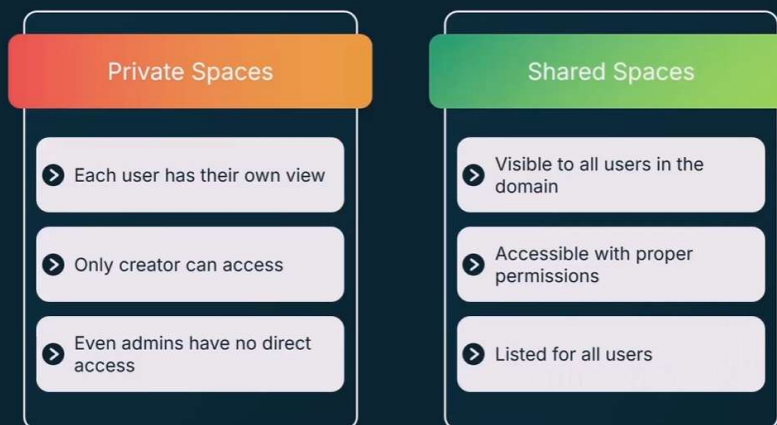 Private Spaces
Each user has their own view
Only creator can access
Even admins have no direct
access
Shared Spaces
Visible to all users in the
domain
Accessible with proper
permissions
Listed for all users